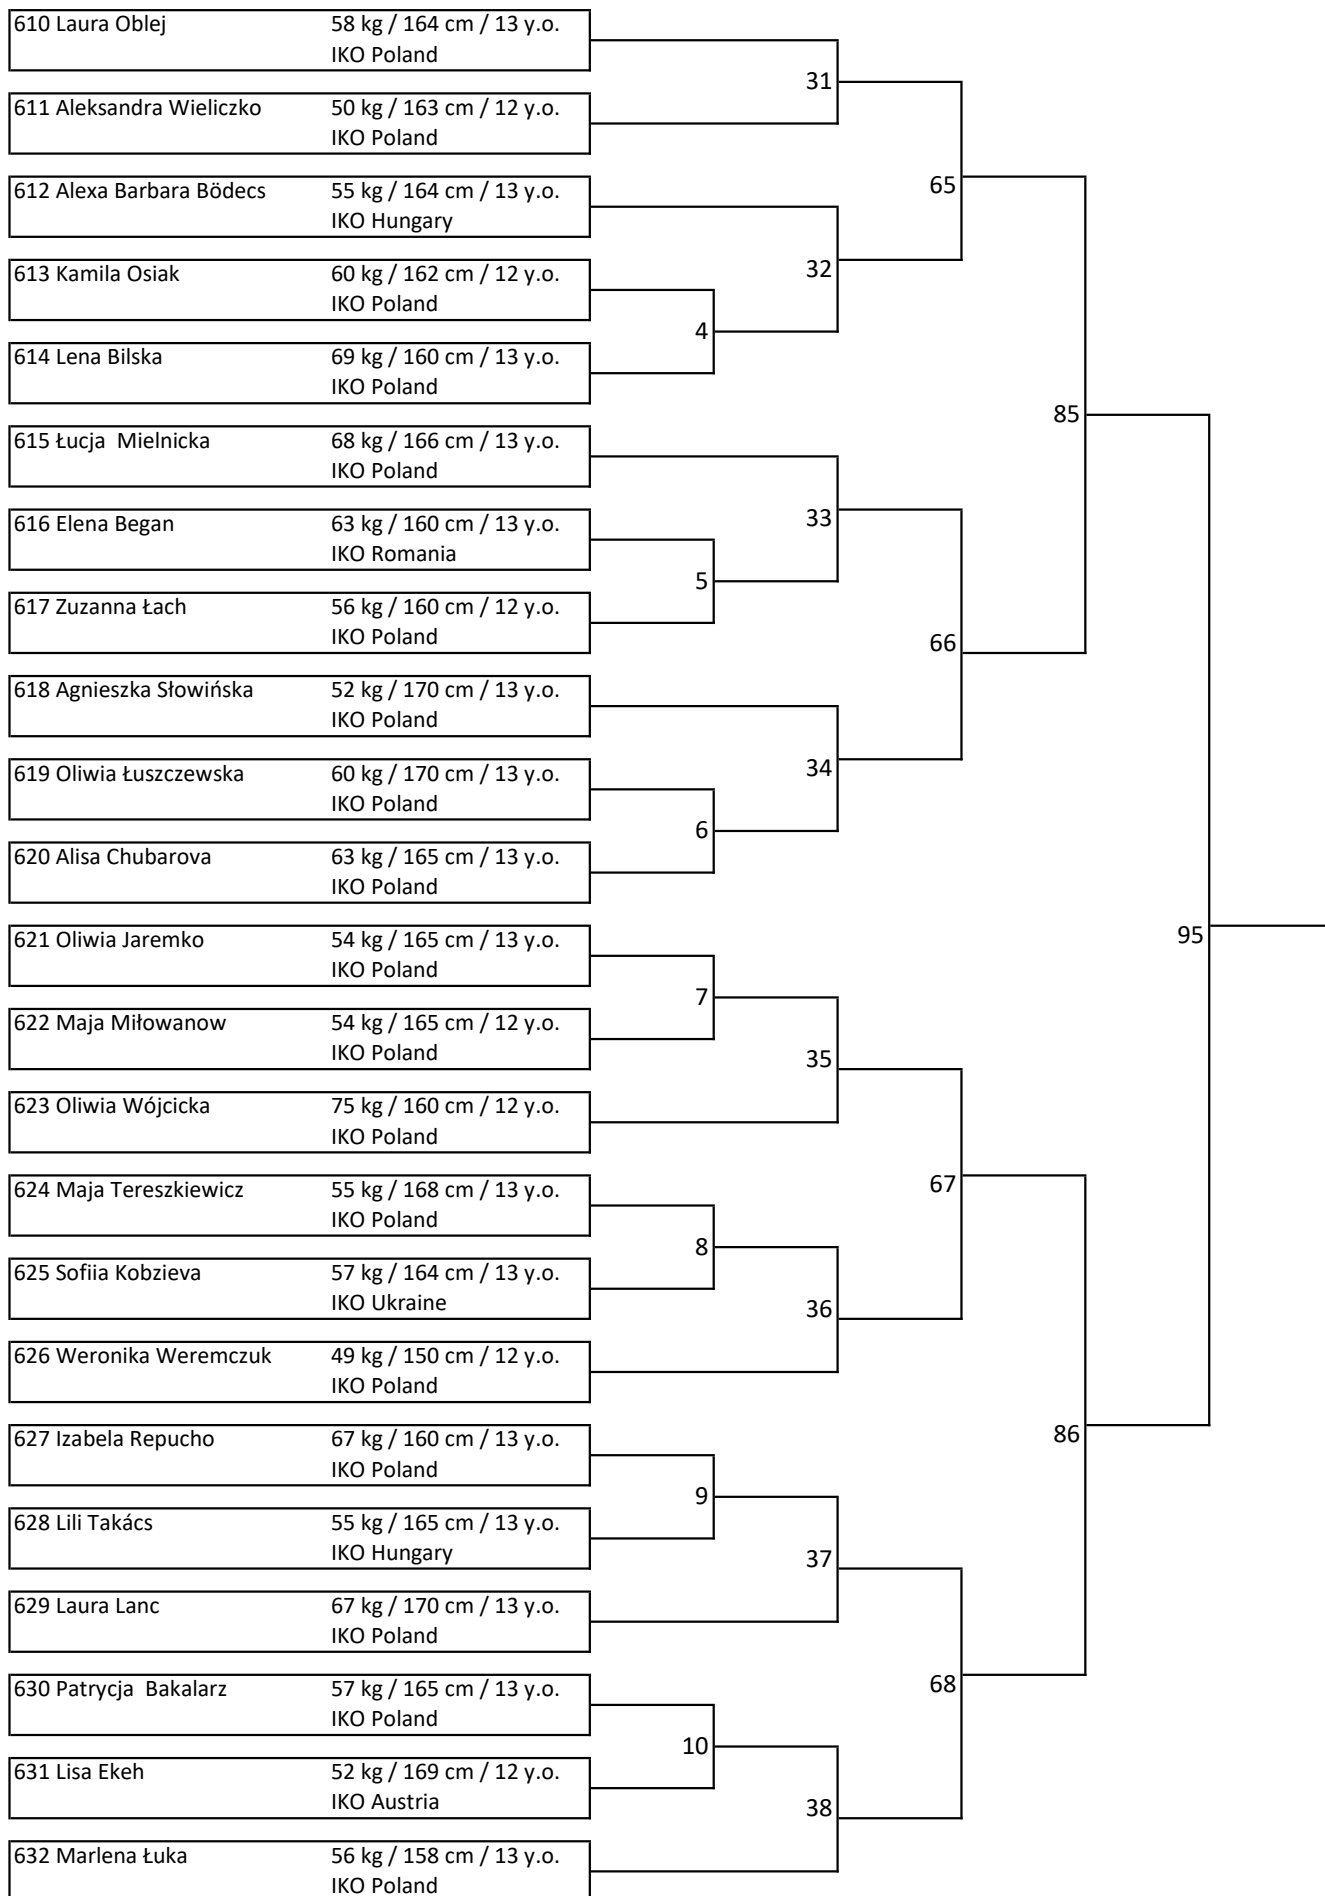 610 Laura Oblej 58 kg / 164 cm / 13 y.o.
IKO Poland
31
611 Aleksandra Wieliczko 50 kg / 163 cm / 12 y.o.
IKO Poland
612 Alexa Barbara Bödecs 55 kg / 164 cm / 13 y.o.
65
IKO Hungary
613 Kamila Osiak 60 kg / 162 cm / 12 y.o.
32
IKO Poland
4
614 Lena Bilska 69 kg / 160 cm / 13 y.o.
IKO Poland
85
615 Łucja  Mielnicka 68 kg / 166 cm / 13 y.o.
IKO Poland
616 Elena Began 63 kg / 160 cm / 13 y.o.
33
IKO Romania
5
617 Zuzanna Łach 56 kg / 160 cm / 12 y.o.
IKO Poland
66
618 Agnieszka Słowińska 52 kg / 170 cm / 13 y.o.
IKO Poland
619 Oliwia Łuszczewska 60 kg / 170 cm / 13 y.o.
34
IKO Poland
6
620 Alisa Chubarova 63 kg / 165 cm / 13 y.o.
IKO Poland
621 Oliwia Jaremko 54 kg / 165 cm / 13 y.o.
95
IKO Poland
7
622 Maja Miłowanow 54 kg / 165 cm / 12 y.o.
IKO Poland
35
623 Oliwia Wójcicka 75 kg / 160 cm / 12 y.o.
IKO Poland
624 Maja Tereszkiewicz 55 kg / 168 cm / 13 y.o.
67
IKO Poland
8
625 Sofiia Kobzieva 57 kg / 164 cm / 13 y.o.
IKO Ukraine
36
626 Weronika Weremczuk 49 kg / 150 cm / 12 y.o.
IKO Poland
627 Izabela Repucho 67 kg / 160 cm / 13 y.o.
86
IKO Poland
9
628 Lili Takács 55 kg / 165 cm / 13 y.o.
IKO Hungary
37
629 Laura Lanc 67 kg / 170 cm / 13 y.o.
IKO Poland
630 Patrycja  Bakalarz 57 kg / 165 cm / 13 y.o.
68
IKO Poland
10
631 Lisa Ekeh 52 kg / 169 cm / 12 y.o.
IKO Austria
38
632 Marlena Łuka 56 kg / 158 cm / 13 y.o.
IKO Poland